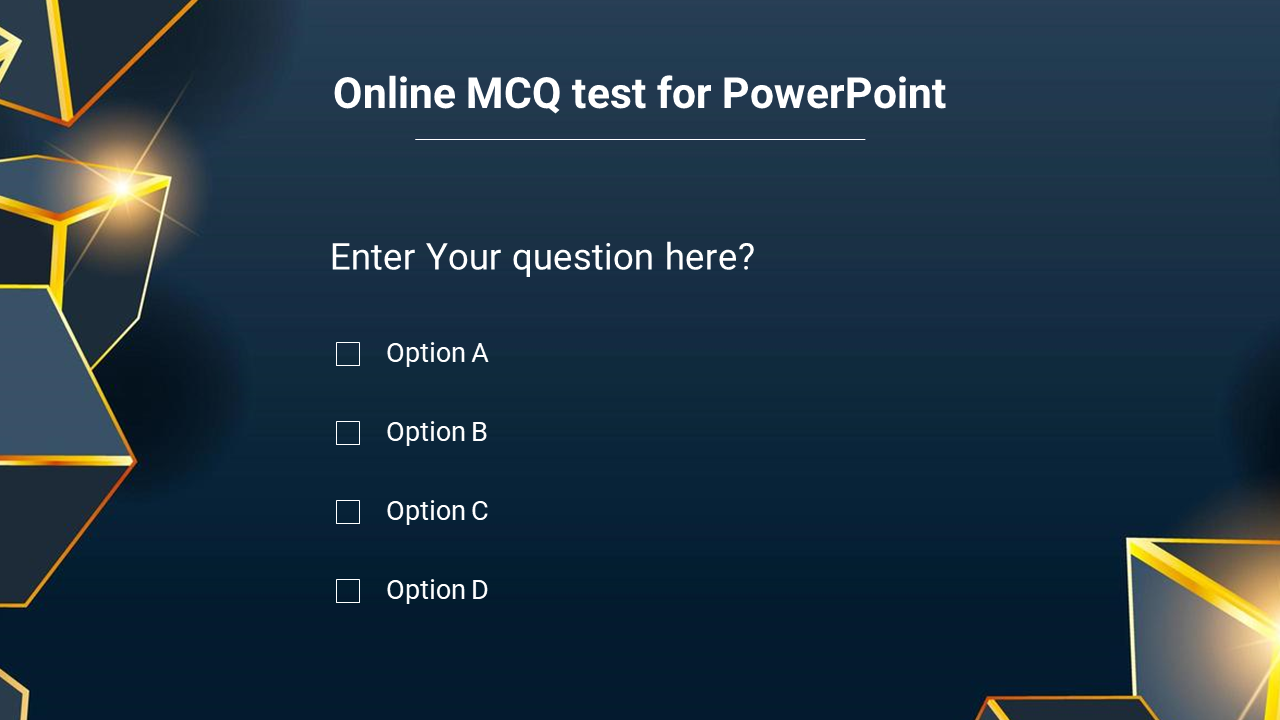 Online MCQ test for PowerPoint
Enter Your question here?
Option A
Option B
Option C
Option D